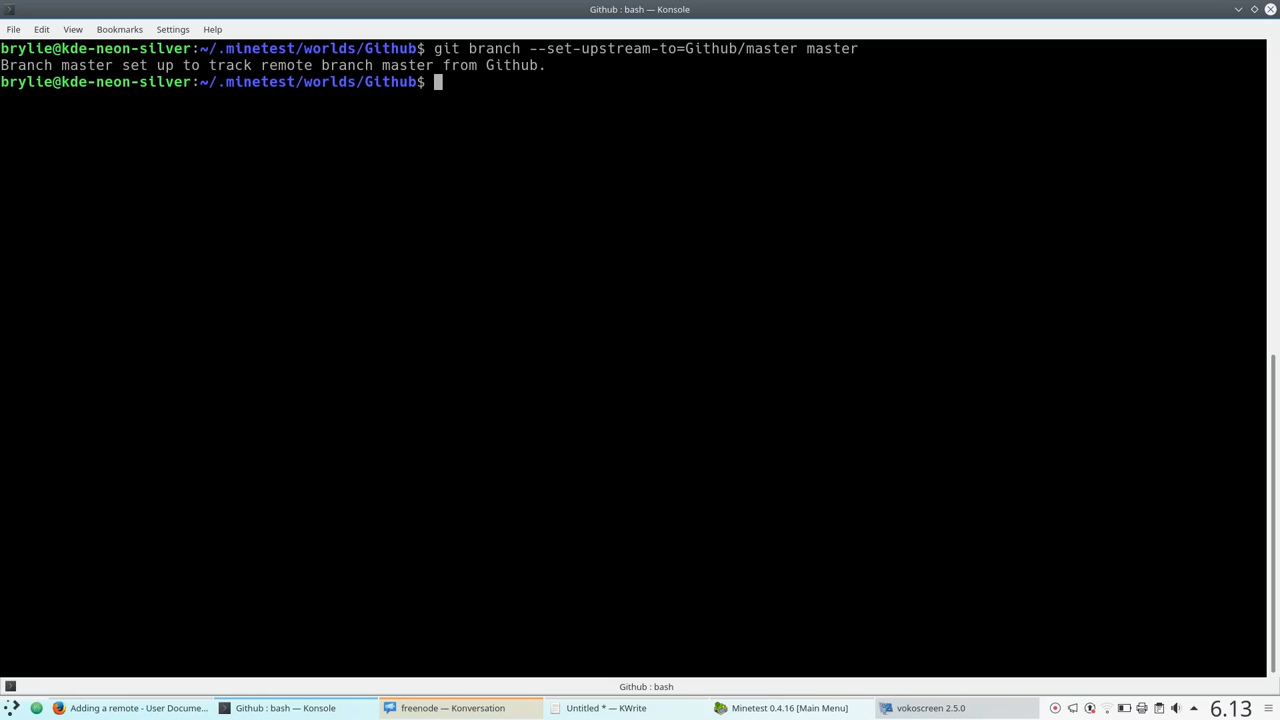 Github : bash — Konsole
File Edit View Bookmarks Settings Help
brylie@kde-neon-silver:~/.minetest/worlds/Github$ git branch --set-upstream-to=Github/master master
Branch master set up to track remote branch master from Github.
brylie@kde-neon-silver:~/.minetest/worlds/Github$
Github : bash
Adding a remote - User Docume... Github : bash — Konsole freenode — Konversation Untitled * — KWrite Minetest 0.4.16 [Main Menu] vokoscreen 2.5.0 6.13